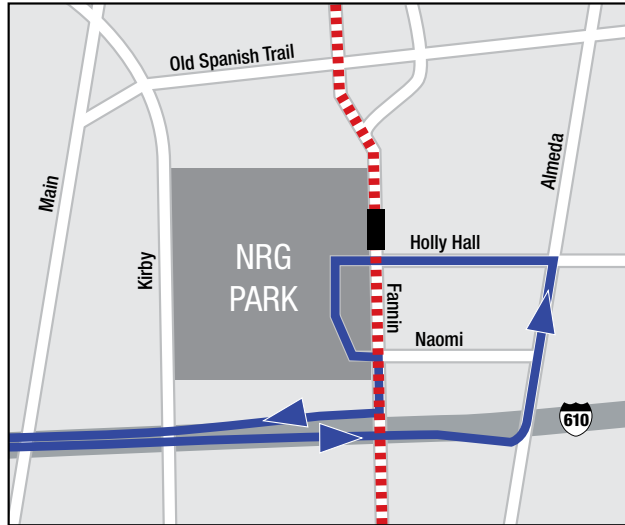 Old Spanish Trail
Main
Almeda
Kirby
Holly Hall
NRG
PARK
Fannin
Naomi
610